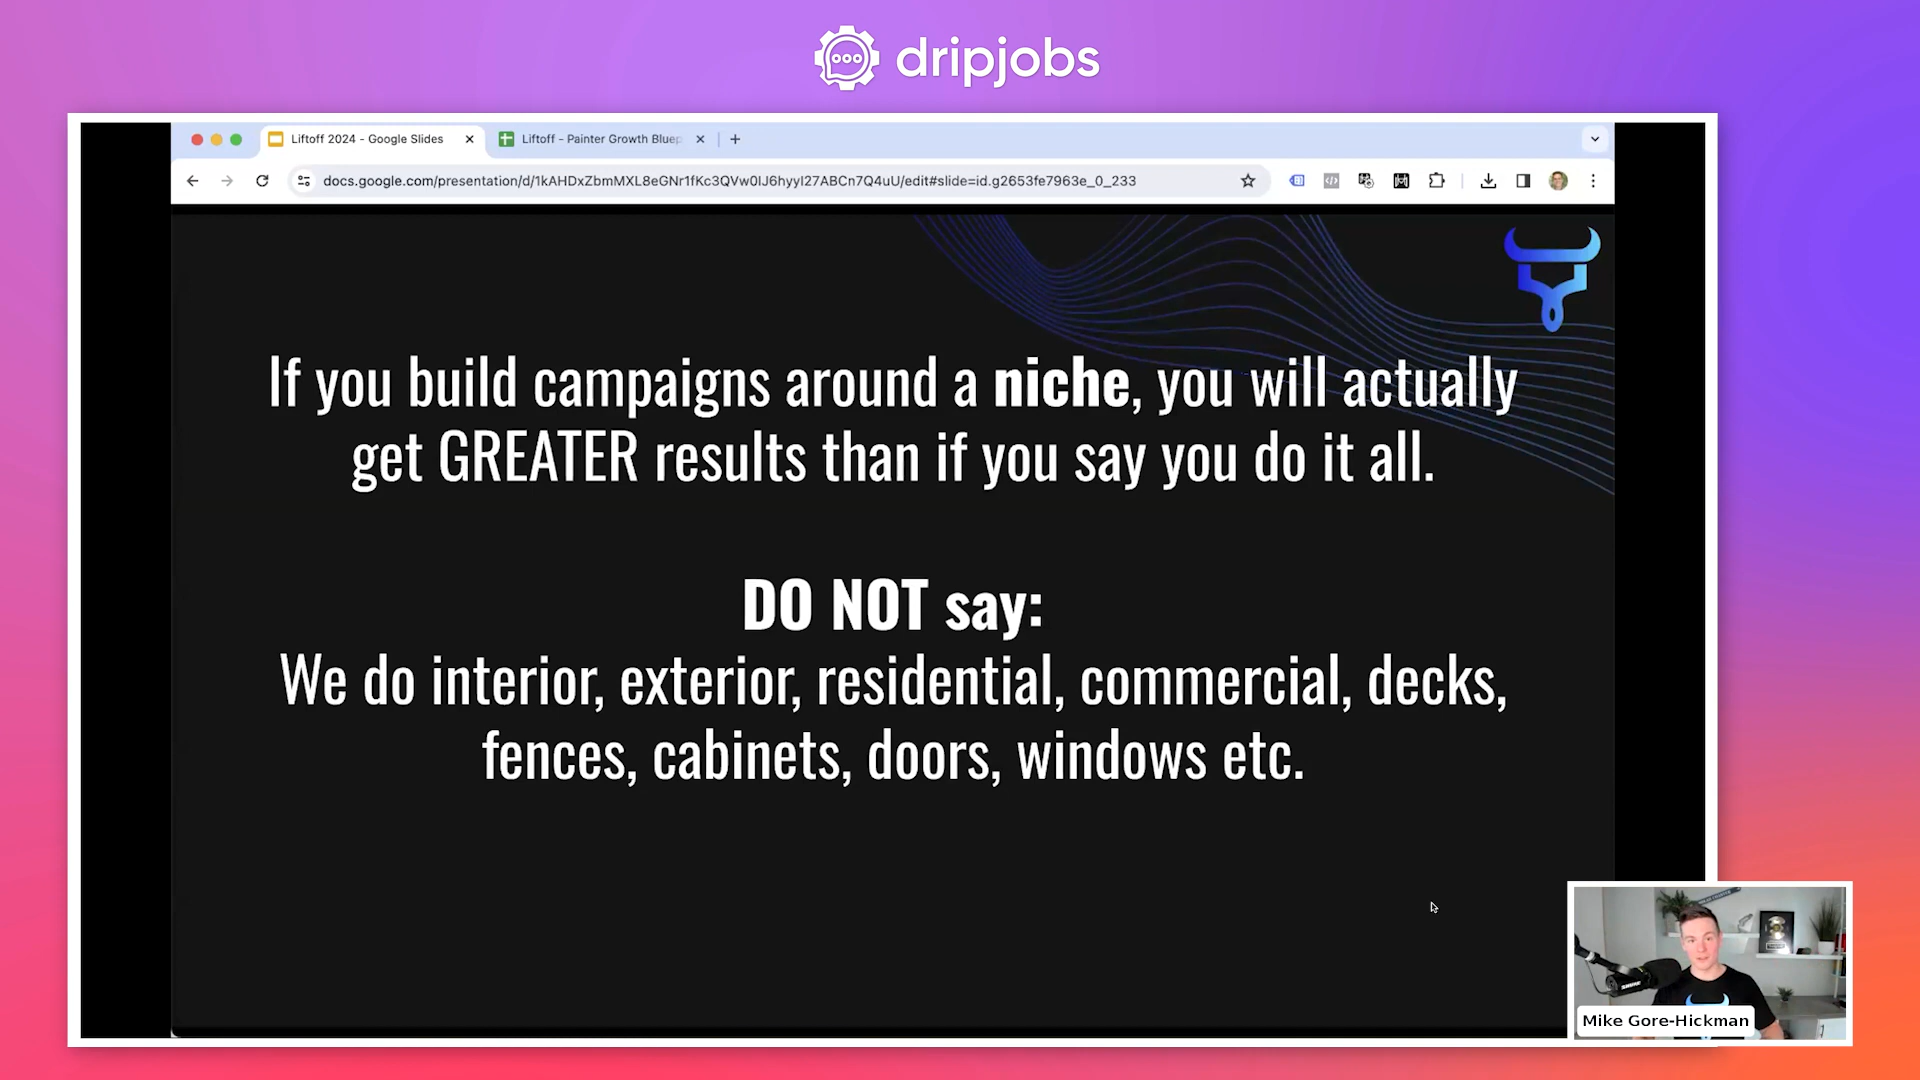 dripjobs
Liftoff 2024 - Google Slides
Liftoff - Painter Growth Bluep
docs.google.com/presentation/d/1kAHDxZbmMXL8eGNr1fKc3QVw0IJ6hyyI27ABCn7Q4uU/edit#slide=id.g2653fe7963e_0_233
If you build campaigns around a niche, you will actually
get GREATER results than if you say you do it all.
DO NOT say:
We do interior, exterior, residential, commercial, decks,
fences, cabinets, doors, windows etc.
SHURE
Mike Gore-Hickman